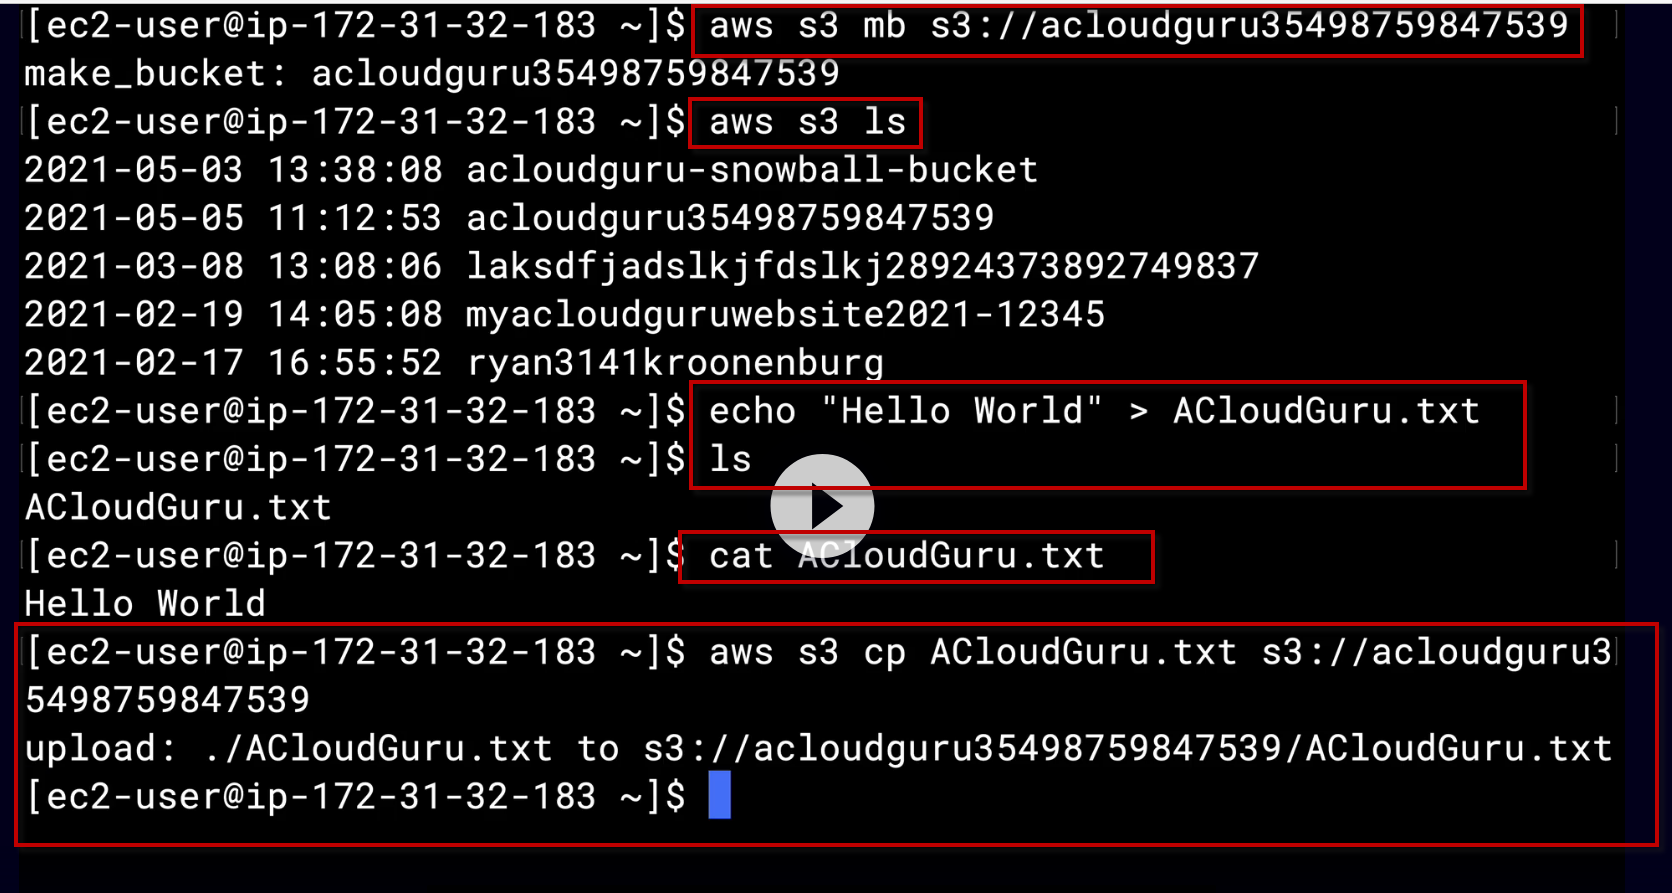 [ec2-user@ip-172-31-32-183 ~]$ aws s3 mb s3://acloudguru35498759847539
make_bucket: acloudguru35498759847539
[ec2-user@ip-172-31-32-183 ~]$ aws s3 ls
2021-05-03 13:38:08 acloudguru-snowball-bucket
2021-05-05 11:12:53 acloudguru35498759847539
2021-03-08 13:08:06 laksdfjadslkjfdslkj28924373892749837
2021-02-19 14:05:08 myacloudguruwebsite2021-12345
2021-02-17 16:55:52 ryan3141kroonenburg
[ec2-user@ip-172-31-32-183 ~]$ echo "Hello World" > ACloudGuru.txt
[ec2-user@ip-172-31-32-183 ~]$ ls
ACloudGuru.txt
[ec2-user@ip-172-31-32-183 ~]$ cat ACloudGuru.txt
Hello World
[ec2-user@ip-172-31-32-183 ~]$ aws s3 cp ACloudGuru.txt s3://acloudguru3
5498759847539
upload: ./ACloudGuru.txt to s3://acloudguru35498759847539/ACloudGuru.txt
[ec2-user@ip-172-31-32-183 ~]$